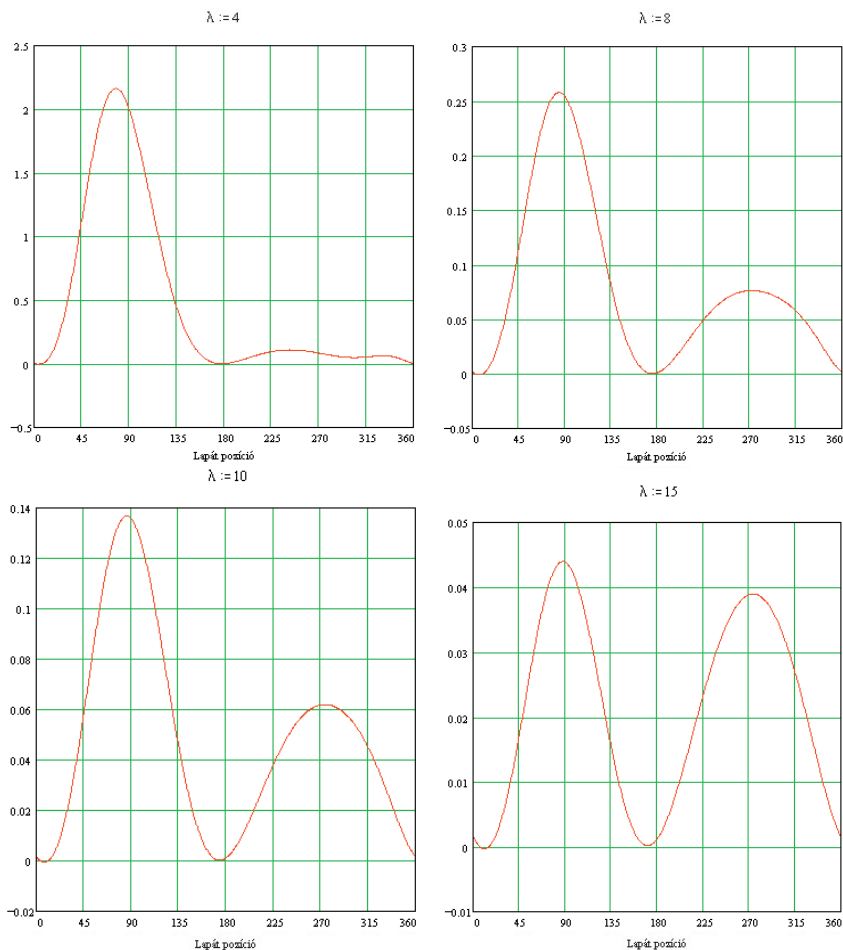 λ := 4
2.5
2
1.5
1
0.5
0
−0.5
0 45 90 135 180 225 270 315 360
Lapát pozíció
λ := 8
0.3
0.25
0.2
0.15
0.1
0.05
0
−0.05
0 45 90 135 180 225 270 315 360
Lapát pozíció
λ := 10
0.14
0.12
0.1
0.08
0.06
0.04
0.02
0
−0.02
0 45 90 135 180 225 270 315 360
Lapát pozíció
λ := 15
0.05
0.04
0.03
0.02
0.01
0
−0.01
0 45 90 135 180 225 270 315 360
Lapát pozíció